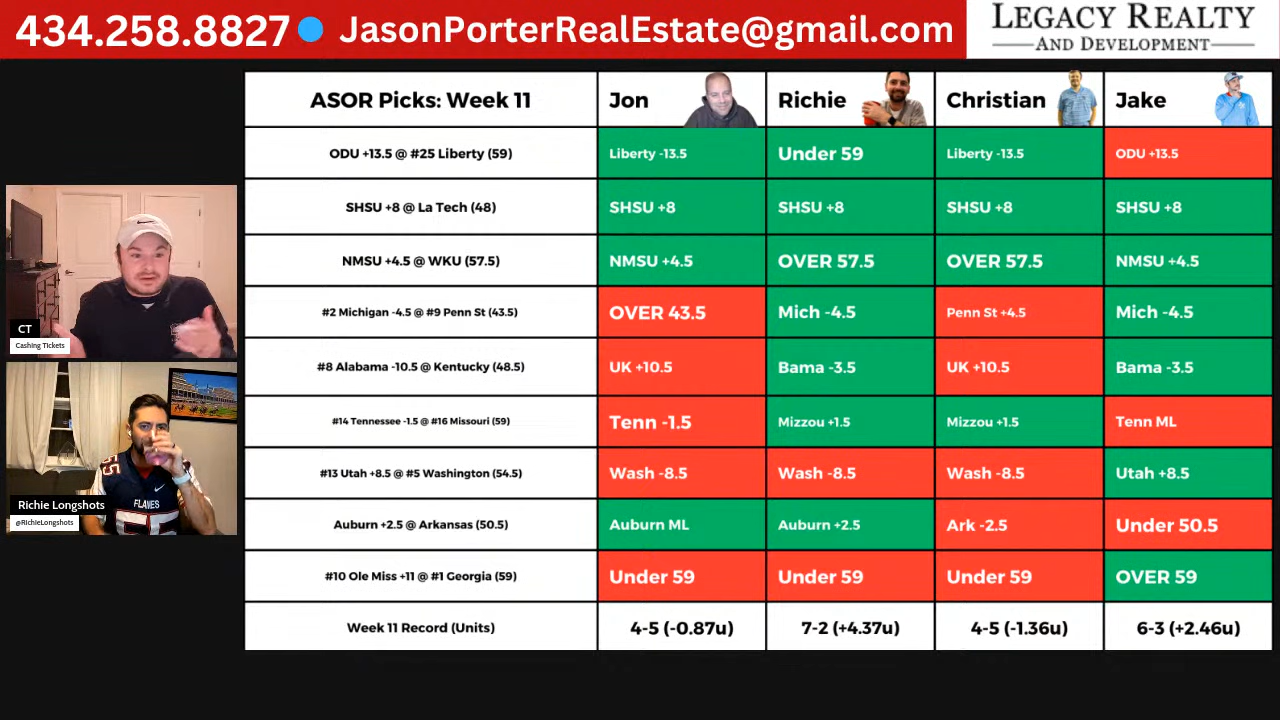 434.258.8827 JasonPorterRealEstate@gmail.com
LEGACY REALTY
AND DEVELOPMENT
ASOR Picks: Week 11 Jon Richie Christian Jake
ODU +13.5 @ #25 Liberty (59) Liberty -13.5 Under 59 Liberty -13.5 ODU +13.5
SHSU +8 @ La Tech (48) SHSU +8 SHSU +8 SHSU +8 SHSU +8
NMSU +4.5 @ WKU (57.5) NMSU +4.5 OVER 57.5 OVER 57.5 NMSU +4.5
#2 Michigan -4.5 @ #9 Penn St (43.5) OVER 43.5 Mich -4.5 Penn St +4.5 Mich -4.5
#8 Alabama -10.5 @ Kentucky (48.5) UK +10.5 Bama -3.5 UK +10.5 Bama -3.5
#14 Tennessee -1.5 @ #16 Missouri (59) Tenn -1.5 Mizzou +1.5 Mizzou +1.5 Tenn ML
#13 Utah +8.5 @ #5 Washington (54.5) Wash -8.5 Wash -8.5 Wash -8.5 Utah +8.5
Auburn +2.5 @ Arkansas (50.5) Auburn ML Auburn +2.5 Ark -2.5 Under 50.5
#10 Ole Miss +11 @ #1 Georgia (59) Under 59 Under 59 Under 59 OVER 59
Week 11 Record (Units) 4-5 (-0.87u) 7-2 (+4.37u) 4-5 (-1.36u) 6-3 (+2.46u)
CT
Cashing Tickets
Richie Longshots
@RichieLongshots
FLAMES
55